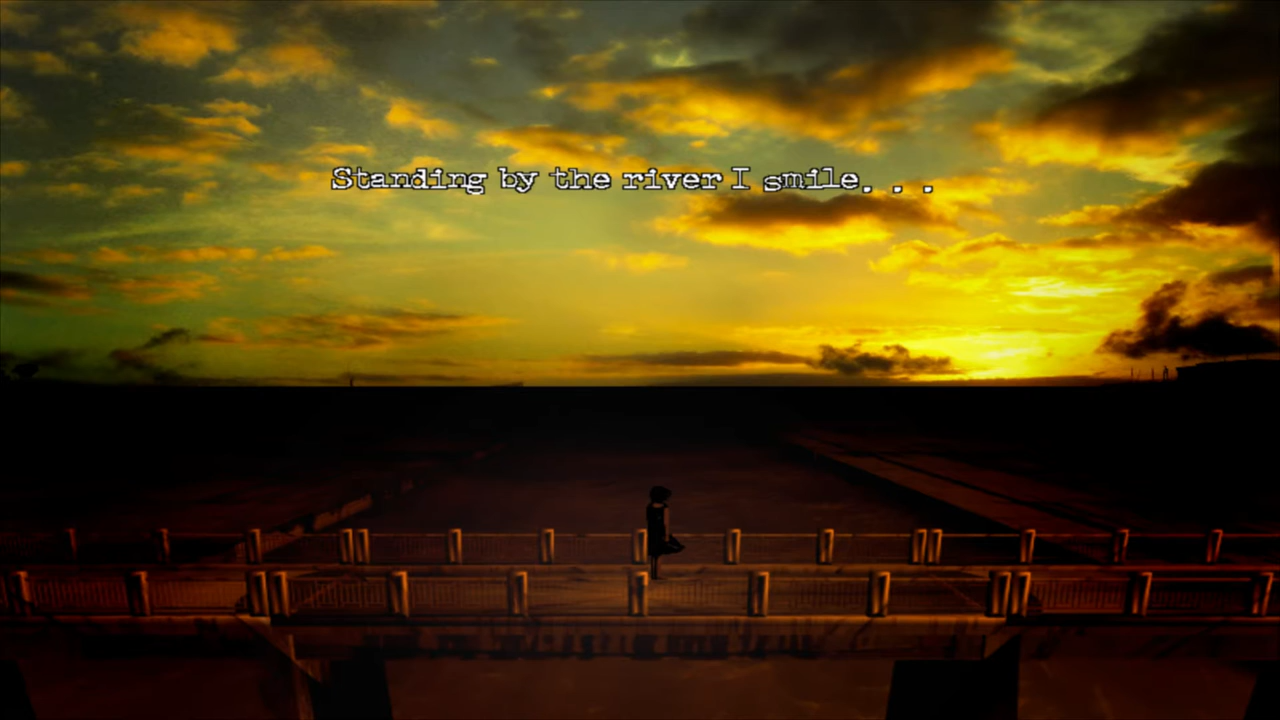 Standing by the river I smile. . .